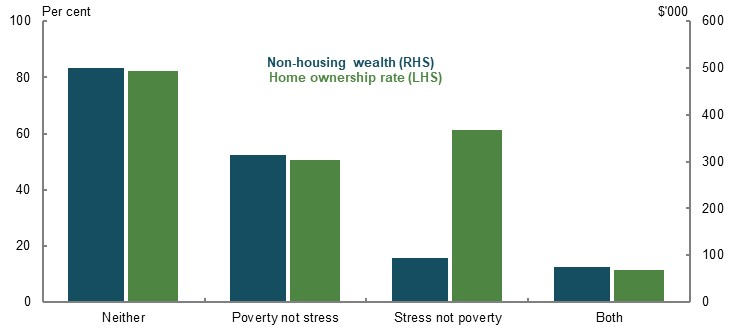 Per cent
$'000
100
80
60
40
20
0
600
500
400
300
200
100
0
Non-housing wealth (RHS)
Home ownership rate (LHS)
Neither
Poverty not stress
Stress not poverty
Both